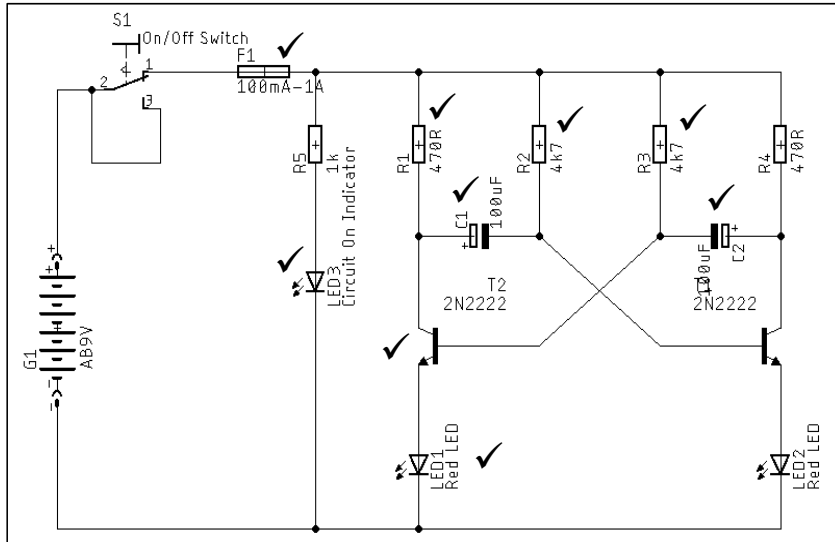 S1
On/Off Switch
1
4
2
3
F1
100mA-1A
R5
1k
R1
470R
R2
4k7
R3
4k7
R4
470R
C1
100uF
+
100uF
C2
+
LED3
Circuit On Indicator
T2
2N2222
2N2222
+
+
G1
AB9V
-
-
LED1
Red LED
LED2
Red LED